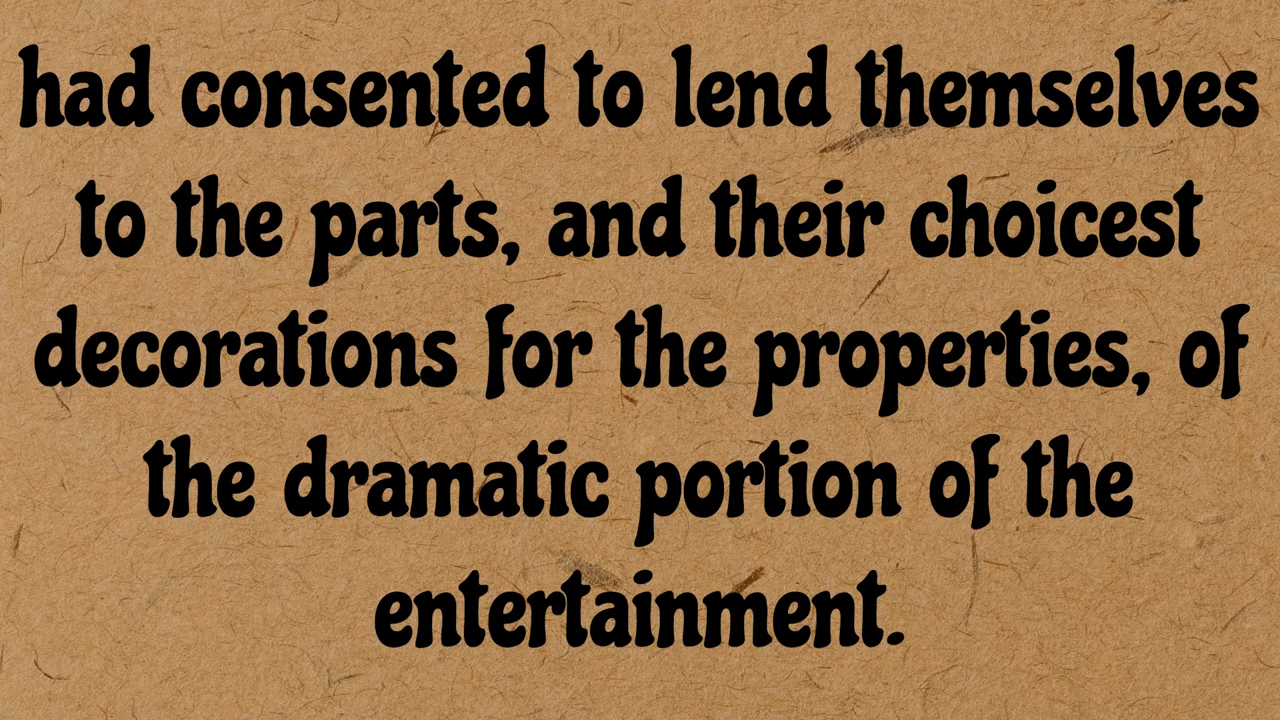 had consented to lend themselves
to the parts, and their choicest
decorations for the properties, of
the dramatic portion of the
entertainment.